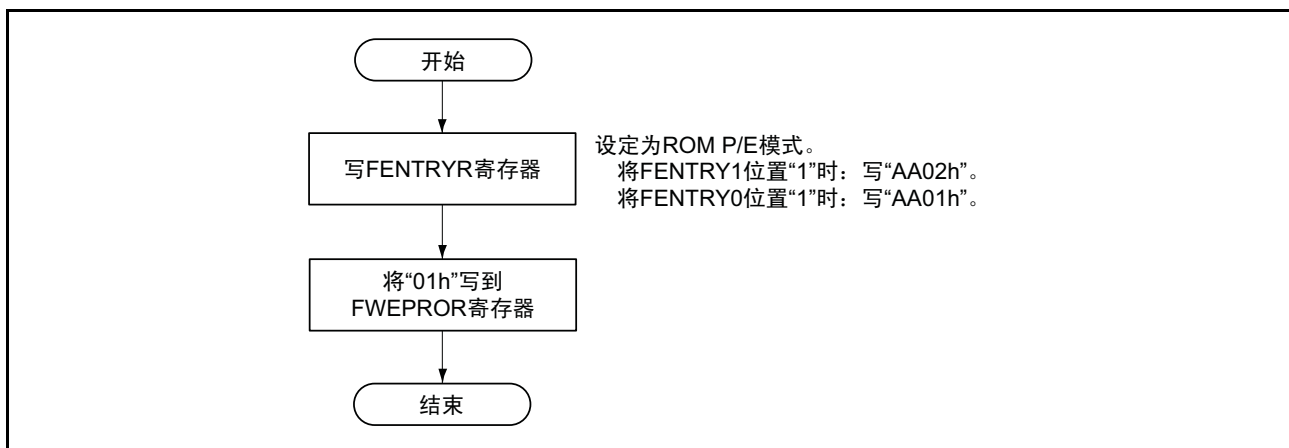 开始
写FENTRYR寄存器
设定为ROM P/E模式。
将FENTRY1位置“1”时：写“AA02h”。
将FENTRY0位置“1”时：写“AA01h”。
将“01h”写到
FWEPROR寄存器
结束